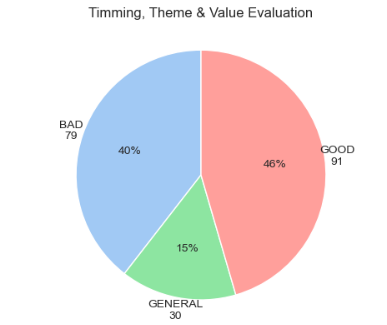 Timming, Theme & Value Evaluation
BAD
79
40%
GOOD
91
46%
15%
GENERAL
30